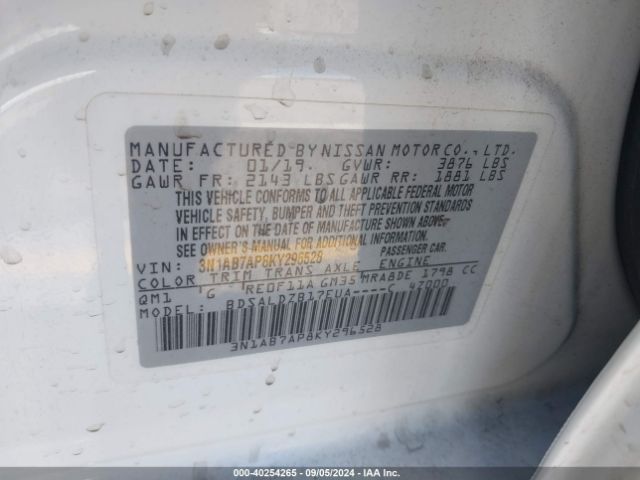 MANUFACTURED BY NISSAN MOTOR CO., LTD.
DATE: 01/19. GVWR: 3876 LBS
GAWR FR: 2143 LBS GAWR RR: 1881 LBS
THIS VEHICLE CONFORMS TO ALL APPLICABLE FEDERAL MOTOR
VEHICLE SAFETY, BUMPER AND THEFT PREVENTION STANDARDS
IN EFFECT ON THE DATE OF MANUFACTURE SHOWN ABOVE.
SEE OWNER'S MANUAL FOR ADDITIONAL INFORMATION.
PASSENGER CAR.
VIN: 3N1AB7AP8KY296528
COLOR TRIM TRANS AXLE ENGINE
QM1 G RE0F11A GM35 MRA8DE 1798 CC
MODEL: BDSALDZB17EUA-----C 47000
3N1AB7AP8KY296528
000-40254265 - 09/05/2024 - IAA Inc.